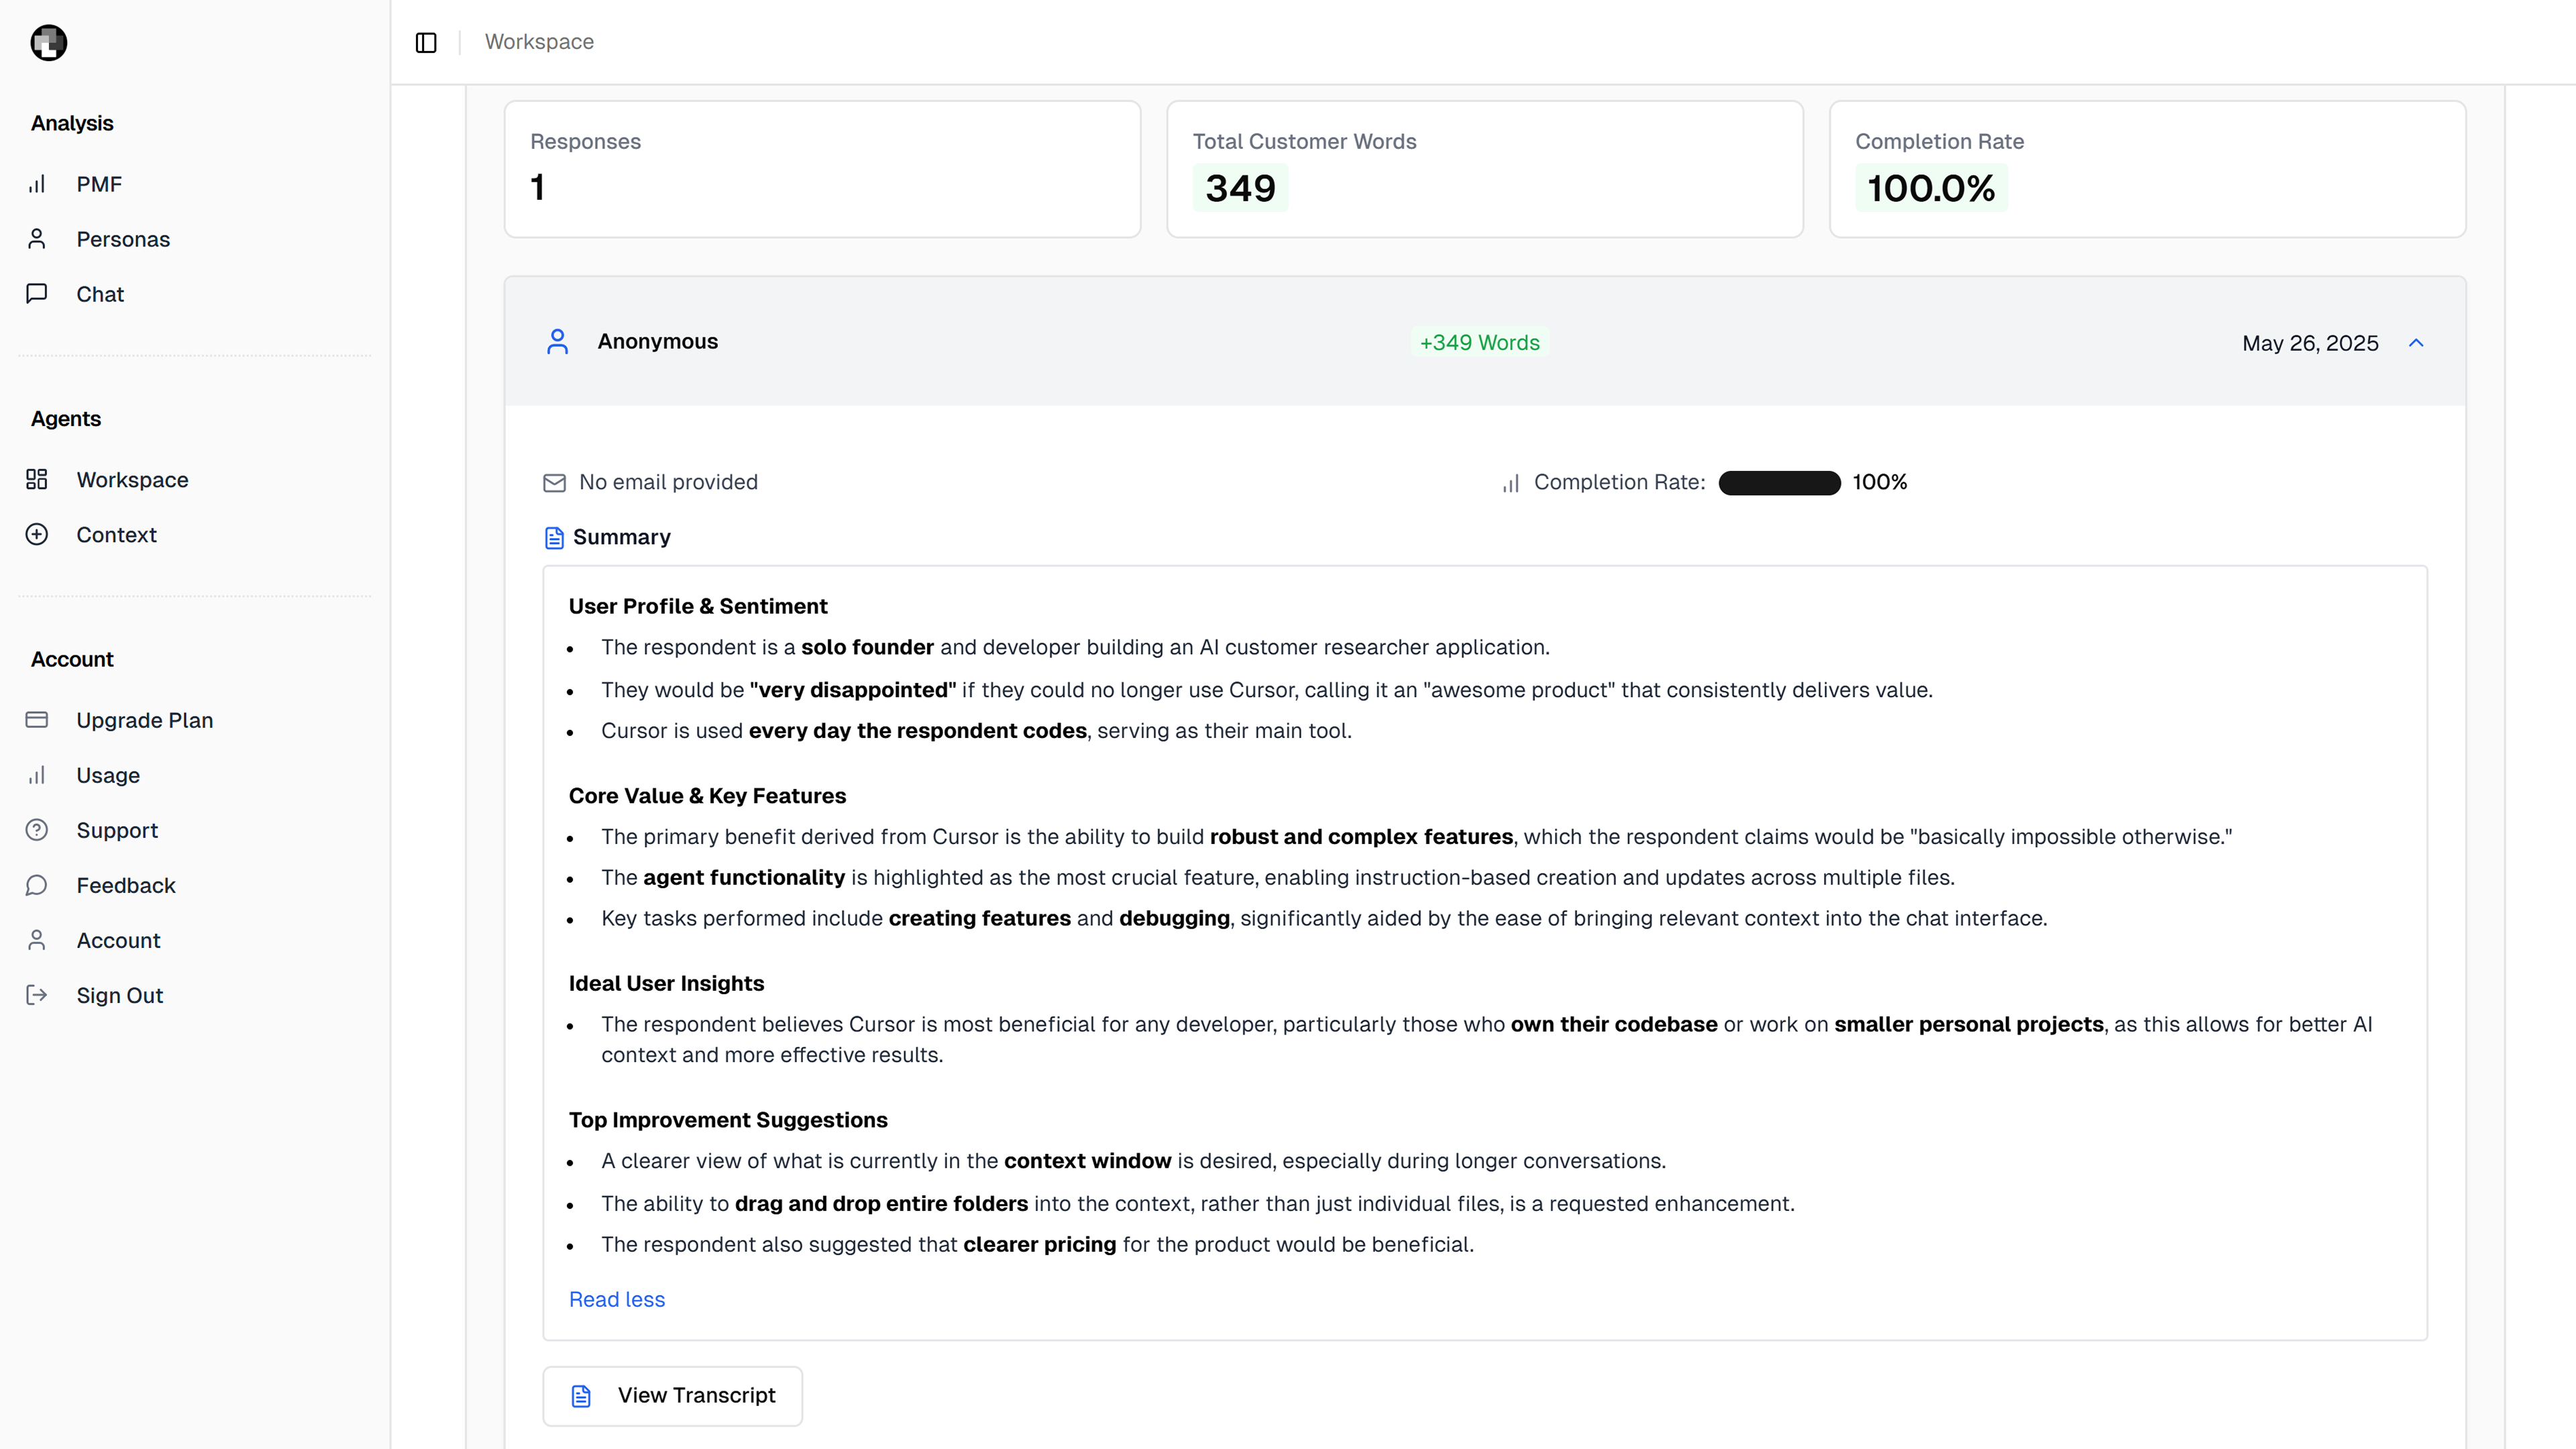 Analysis
PMF
Personas
Chat
Agents
Workspace
Context
Account
Upgrade Plan
Usage
Support
Feedback
Account
Sign Out
Workspace
Responses
1
Total Customer Words
349
Completion Rate
100.0%
Anonymous
+349 Words
May 26, 2025
No email provided
Completion Rate: 100%
Summary
User Profile & Sentiment
• The respondent is a solo founder and developer building an AI customer researcher application.
• They would be "very disappointed" if they could no longer use Cursor, calling it an "awesome product" that consistently delivers value.
• Cursor is used every day the respondent codes, serving as their main tool.
Core Value & Key Features
• The primary benefit derived from Cursor is the ability to build robust and complex features, which the respondent claims would be "basically impossible otherwise."
• The agent functionality is highlighted as the most crucial feature, enabling instruction-based creation and updates across multiple files.
• Key tasks performed include creating features and debugging, significantly aided by the ease of bringing relevant context into the chat interface.
Ideal User Insights
• The respondent believes Cursor is most beneficial for any developer, particularly those who own their codebase or work on smaller personal projects, as this allows for better AI
context and more effective results.
Top Improvement Suggestions
• A clearer view of what is currently in the context window is desired, especially during longer conversations.
• The ability to drag and drop entire folders into the context, rather than just individual files, is a requested enhancement.
• The respondent also suggested that clearer pricing for the product would be beneficial.
Read less
View Transcript